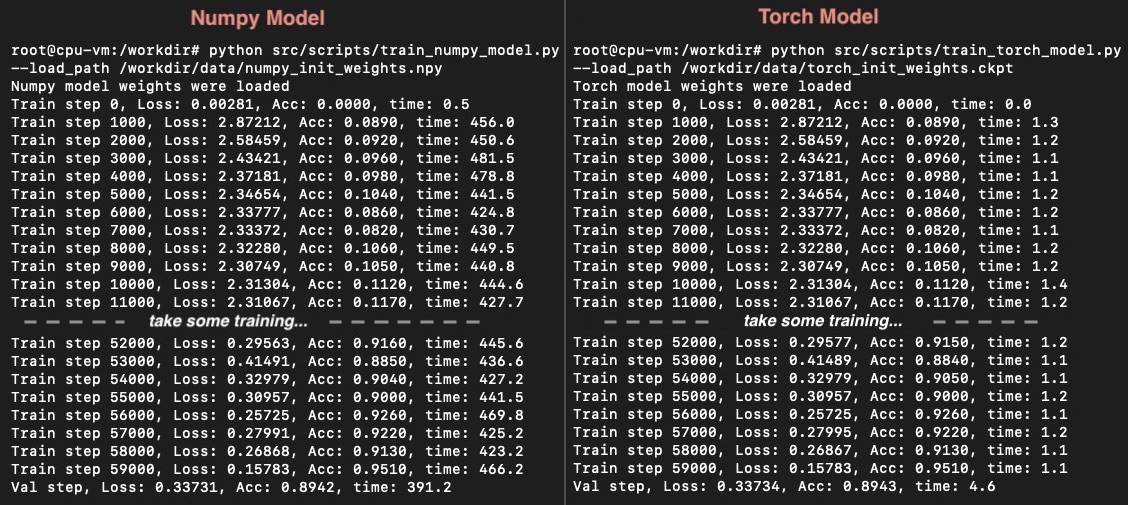 Numpy Model
root@cpu-vm:/workdir# python src/scripts/train_numpy_model.py
--load_path /workdir/data/numpy_init_weights.npy
Numpy model weights were loaded
Train step 0, Loss: 0.00281, Acc: 0.0000, time: 0.5
Train step 1000, Loss: 2.87212, Acc: 0.0890, time: 456.0
Train step 2000, Loss: 2.58459, Acc: 0.0920, time: 450.6
Train step 3000, Loss: 2.43421, Acc: 0.0960, time: 481.5
Train step 4000, Loss: 2.37181, Acc: 0.0980, time: 478.8
Train step 5000, Loss: 2.34654, Acc: 0.1040, time: 441.5
Train step 6000, Loss: 2.33777, Acc: 0.0860, time: 424.8
Train step 7000, Loss: 2.33372, Acc: 0.0820, time: 430.7
Train step 8000, Loss: 2.32280, Acc: 0.1060, time: 449.5
Train step 9000, Loss: 2.30749, Acc: 0.1050, time: 440.8
Train step 10000, Loss: 2.31304, Acc: 0.1120, time: 444.6
Train step 11000, Loss: 2.31067, Acc: 0.1170, time: 427.7
take some training...
Train step 52000, Loss: 0.29563, Acc: 0.9160, time: 445.6
Train step 53000, Loss: 0.41491, Acc: 0.8850, time: 436.6
Train step 54000, Loss: 0.32979, Acc: 0.9040, time: 427.2
Train step 55000, Loss: 0.30957, Acc: 0.9000, time: 441.5
Train step 56000, Loss: 0.25725, Acc: 0.9260, time: 469.8
Train step 57000, Loss: 0.27991, Acc: 0.9220, time: 425.2
Train step 58000, Loss: 0.26868, Acc: 0.9130, time: 423.2
Train step 59000, Loss: 0.15783, Acc: 0.9510, time: 466.2
Val step, Loss: 0.33731, Acc: 0.8942, time: 391.2
Torch Model
root@cpu-vm:/workdir# python src/scripts/train_torch_model.py
--load_path /workdir/data/torch_init_weights.ckpt
Torch model weights were loaded
Train step 0, Loss: 0.00281, Acc: 0.0000, time: 0.0
Train step 1000, Loss: 2.87212, Acc: 0.0890, time: 1.3
Train step 2000, Loss: 2.58459, Acc: 0.0920, time: 1.2
Train step 3000, Loss: 2.43421, Acc: 0.0960, time: 1.1
Train step 4000, Loss: 2.37181, Acc: 0.0980, time: 1.1
Train step 5000, Loss: 2.34654, Acc: 0.1040, time: 1.2
Train step 6000, Loss: 2.33777, Acc: 0.0860, time: 1.2
Train step 7000, Loss: 2.33372, Acc: 0.0820, time: 1.1
Train step 8000, Loss: 2.32280, Acc: 0.1060, time: 1.2
Train step 9000, Loss: 2.30749, Acc: 0.1050, time: 1.2
Train step 10000, Loss: 2.31304, Acc: 0.1120, time: 1.4
Train step 11000, Loss: 2.31067, Acc: 0.1170, time: 1.2
take some training...
Train step 52000, Loss: 0.29577, Acc: 0.9150, time: 1.2
Train step 53000, Loss: 0.41489, Acc: 0.8840, time: 1.1
Train step 54000, Loss: 0.32979, Acc: 0.9050, time: 1.1
Train step 55000, Loss: 0.30957, Acc: 0.9000, time: 1.2
Train step 56000, Loss: 0.25725, Acc: 0.9260, time: 1.1
Train step 57000, Loss: 0.27995, Acc: 0.9220, time: 1.2
Train step 58000, Loss: 0.26867, Acc: 0.9130, time: 1.1
Train step 59000, Loss: 0.15783, Acc: 0.9510, time: 1.1
Val step, Loss: 0.33734, Acc: 0.8943, time: 4.6